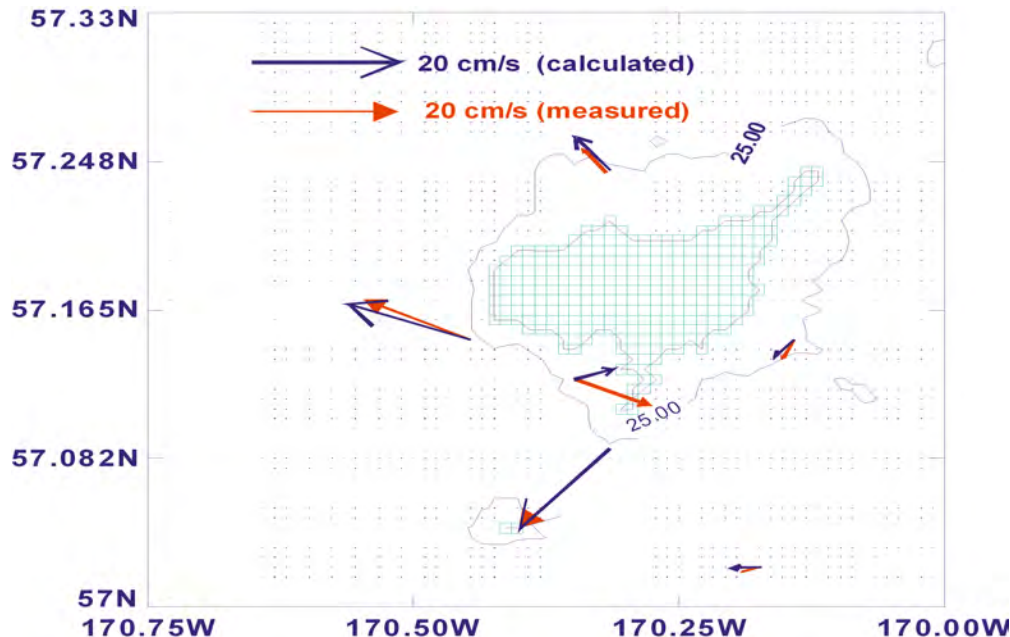 57.33N
20 cm/s (calculated)
20 cm/s (measured)
25.00
57.248N
57.165N
25.00
57.082N
57N
170.75W 170.50W 170.25W 170.00W